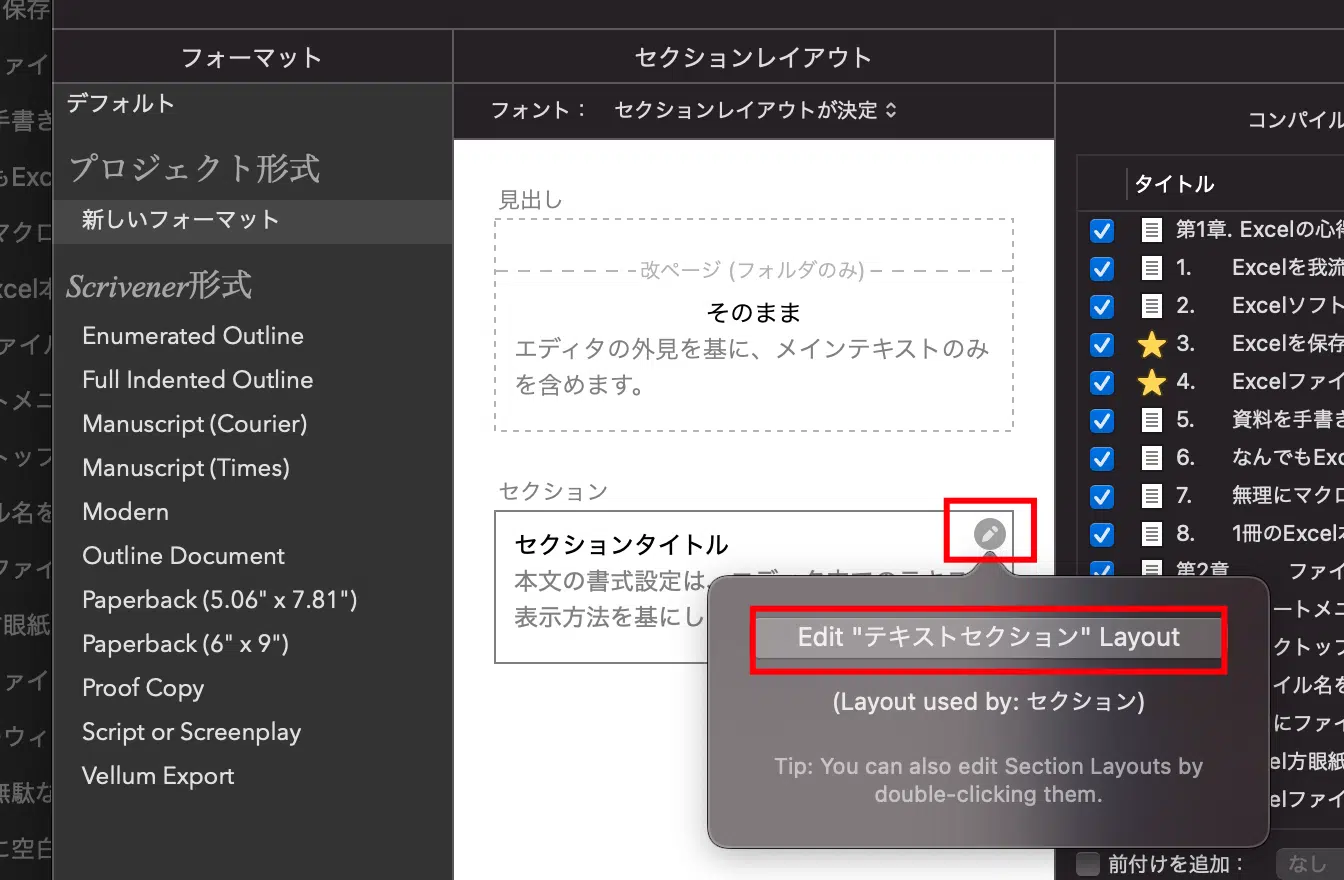 保存
ァイ
手書き
もExc
マクロ
xcel本
ァイル
トメニ
トップ
ル名を
ファイ
眼紙
ァイ
ウィ
無駄な
に空白
フォーマット
デフォルト
プロジェクト形式
新しいフォーマット
Scrivener形式
Enumerated Outline
Full Indented Outline
Manuscript (Courier)
Manuscript (Times)
Modern
Outline Document
Paperback (5.06" x 7.81")
Paperback (6" x 9")
Proof Copy
Script or Screenplay
Vellum Export
セクションレイアウト
フォント： セクションレイアウトが決定
見出し
改ページ (フォルダのみ)
そのまま
エディタの外見を基に、メインテキストのみ
を含めます。
セクション
セクションタイトル
本文の書式設定は、
表示方法を基にし
Edit "テキストセクション" Layout
(Layout used by: セクション)
Tip: You can also edit Section Layouts by
double-clicking them.
コンパイル
タイトル
第1章. Excelの心得
1. Excelを我流
2. Excelソフト
3. Excelを保存
4. Excelファイ
5. 資料を手書き
6. なんでもExc
7. 無理にマクロ
8. 1冊のExcel本
第2章 ファイ
ートメニ
クトップ
イル名を
にファイ
el方眼紙
elファイ
前付けを追加： なし